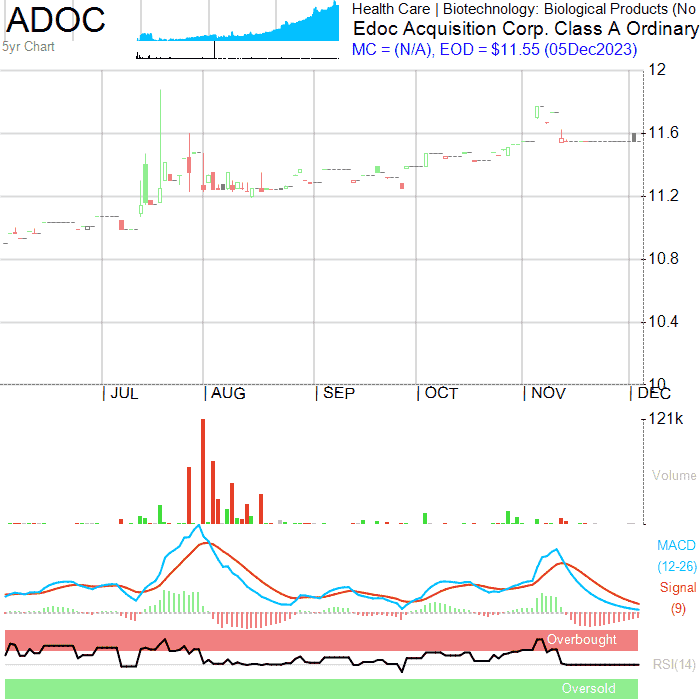 ADOC
5yr Chart
Health Care | Biotechnology: Biological Products (No
Edoc Acquisition Corp. Class A Ordinary
MC = (N/A), EOD = $11.55 (05Dec2023)
12
11.6
11.2
10.8
10.4
10
| JUL | AUG | SEP | OCT | NOV | DEC
121k
Volume
MACD
(12-26)
Signal
(9)
Overbought
RSI(14)
Oversold